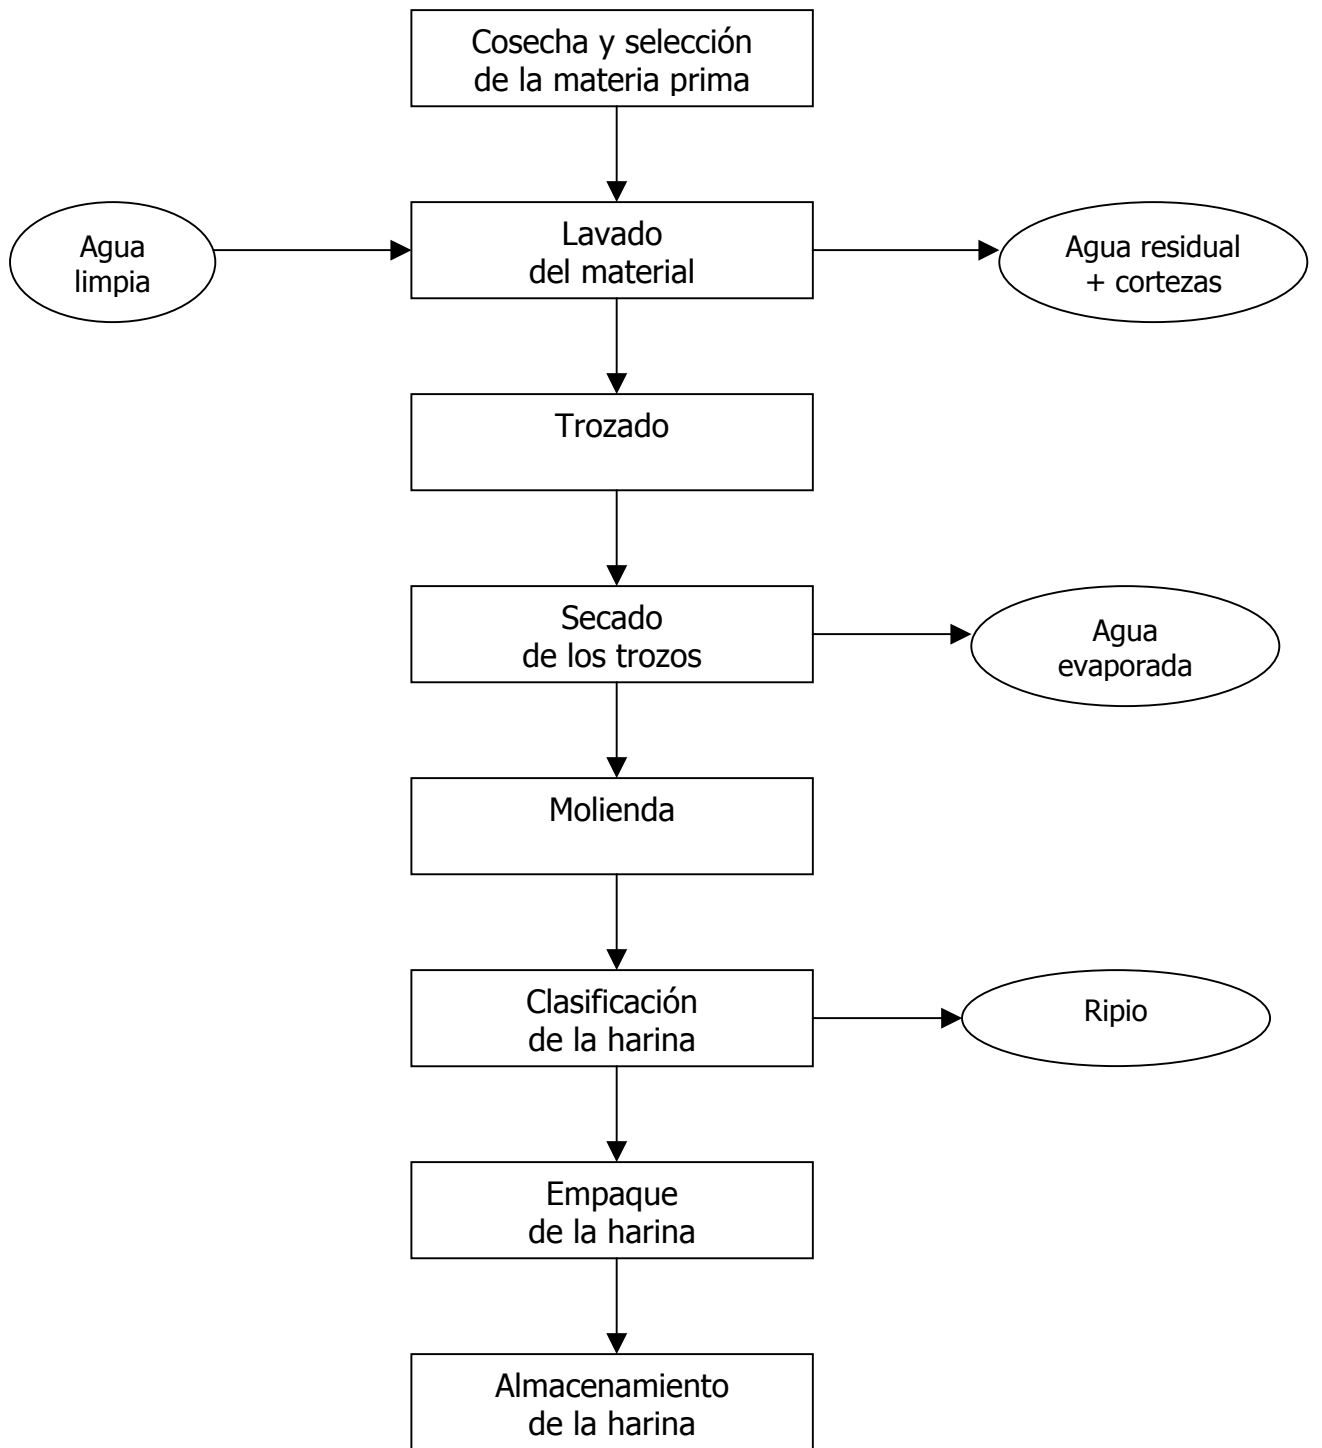 Cosecha y selección
de la materia prima
Agua
limpia
Lavado
del material
Agua residual
+ cortezas
Trozado
Secado
de los trozos
Agua
evaporada
Molienda
Clasificación
de la harina
Ripio
Empaque
de la harina
Almacenamiento
de la harina